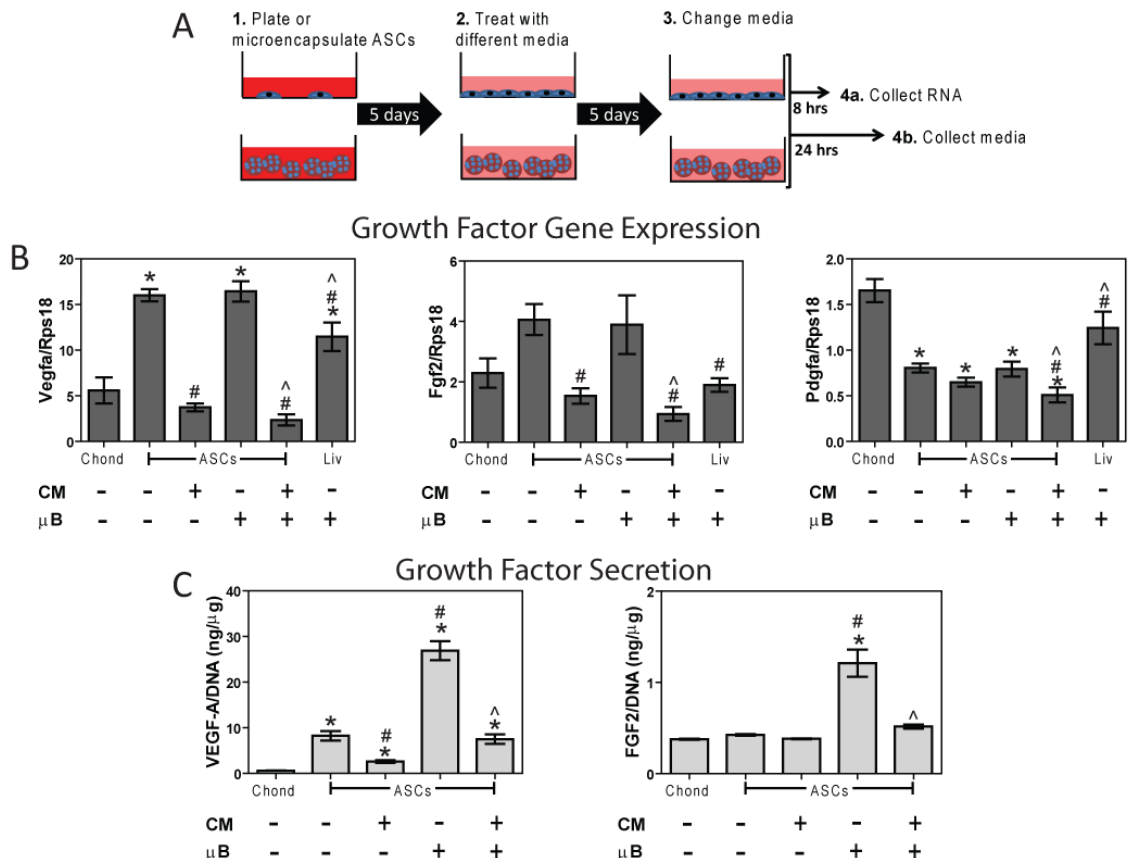 A
1. Plate or
microencapsulate ASCs
2. Treat with
different media
3. Change media
5 days
5 days
8 hrs
4a. Collect RNA
24 hrs
4b. Collect media
Growth Factor Gene Expression
B
Vegfa/Rps18
20
15
10
5
0
* * ^ # * # ^ #
Chond ASCs Liv
CM - - + - + -
μB - - - + + +
Fgf2/Rps18
6
4
2
0
# ^ # #
Chond ASCs Liv
- - + - + -
- - - + + +
Pdgfa/Rps18
2.0
1.5
1.0
0.5
0.0
* * * ^ # * ^ #
Chond ASCs Liv
- - + - + -
- - - + + +
Growth Factor Secretion
C
VEGF-A/DNA (ng/μg)
40
30
20
10
0
* # * # * ^ *
Chond ASCs
CM - - + - +
μB - - - + +
FGF2/DNA (ng/μg)
2
1
0
# * ^
Chond ASCs
CM - - + - +
μB - - - + +